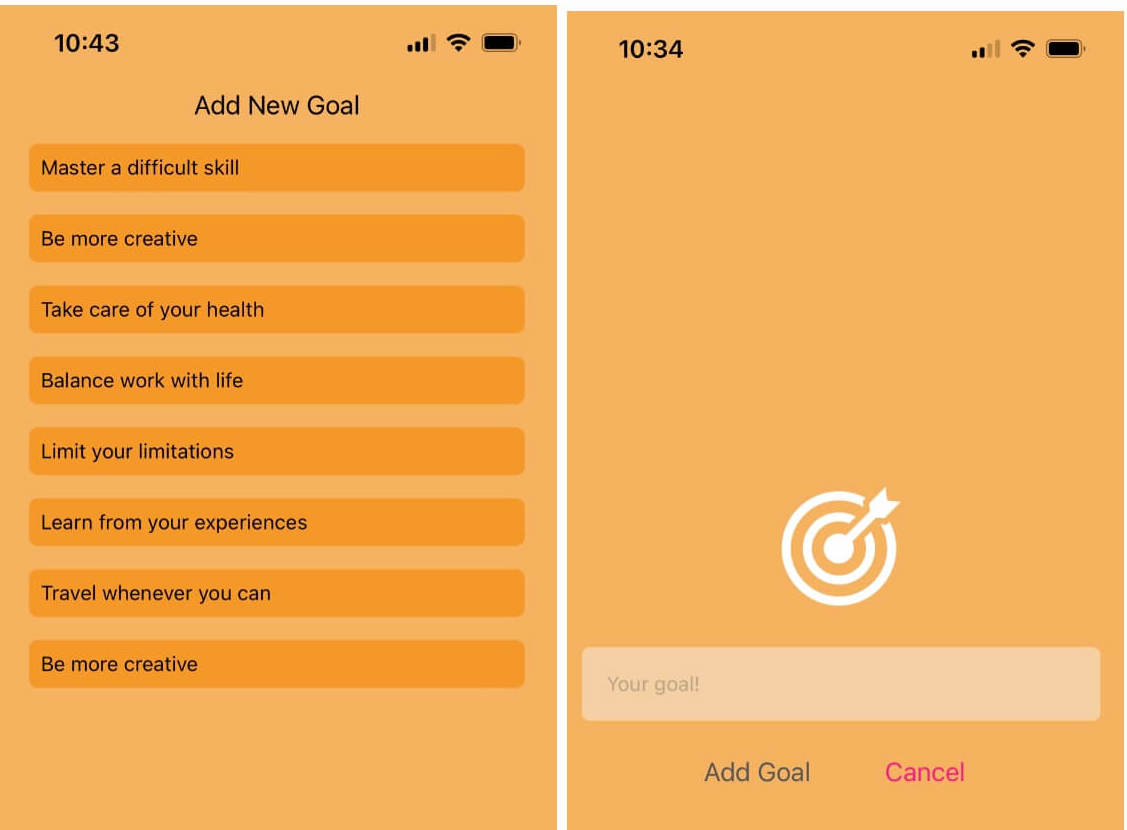 10:43
Add New Goal
Master a difficult skill
Be more creative
Take care of your health
Balance work with life
Limit your limitations
Learn from your experiences
Travel whenever you can
Be more creative
10:34
Your goal!
Add Goal Cancel